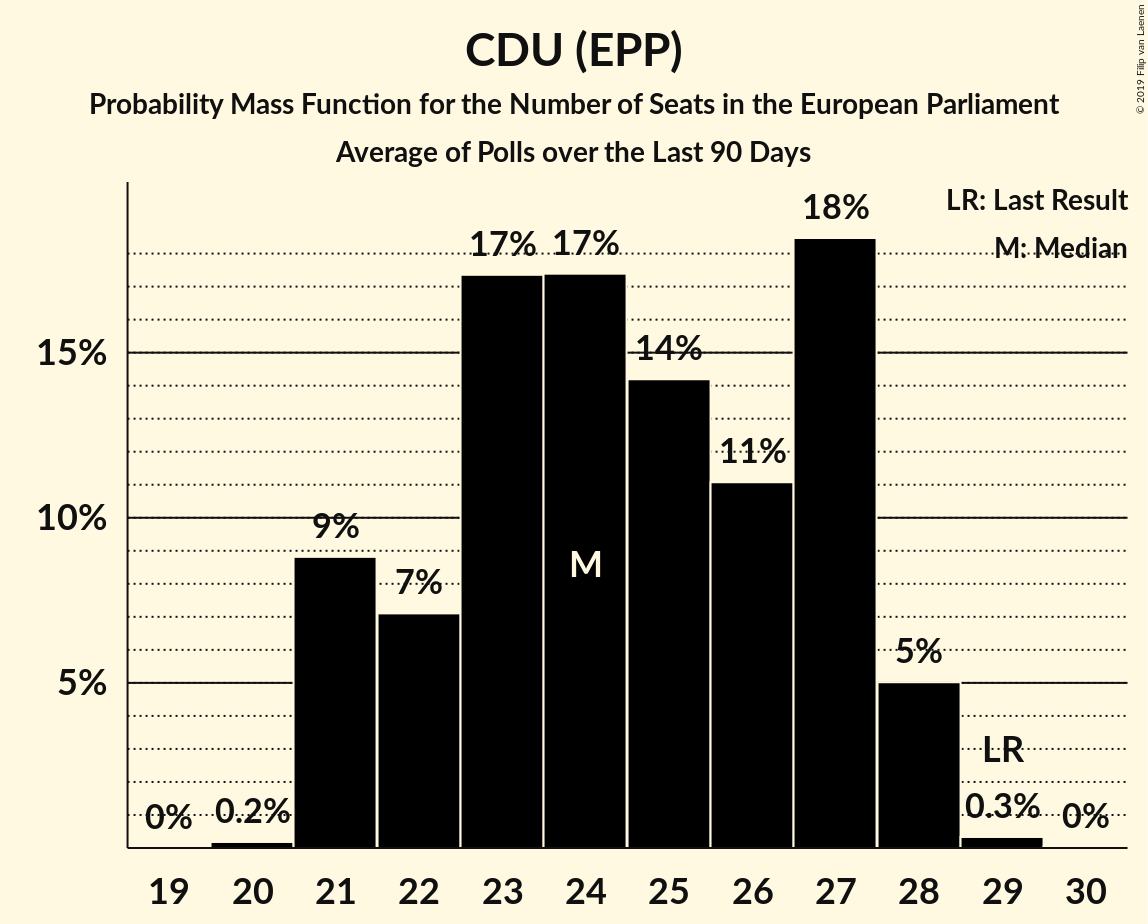 CDU (EPP)
Probability Mass Function for the Number of Seats in the European Parliament
Average of Polls over the Last 90 Days
© 2019 Filip van Laenen
LR: Last Result
M: Median
15%
10%
5%
0%
0.2%
9%
7%
17%
17%
14%
11%
18%
5%
0.3%
0%
M
LR
19 20 21 22 23 24 25 26 27 28 29 30